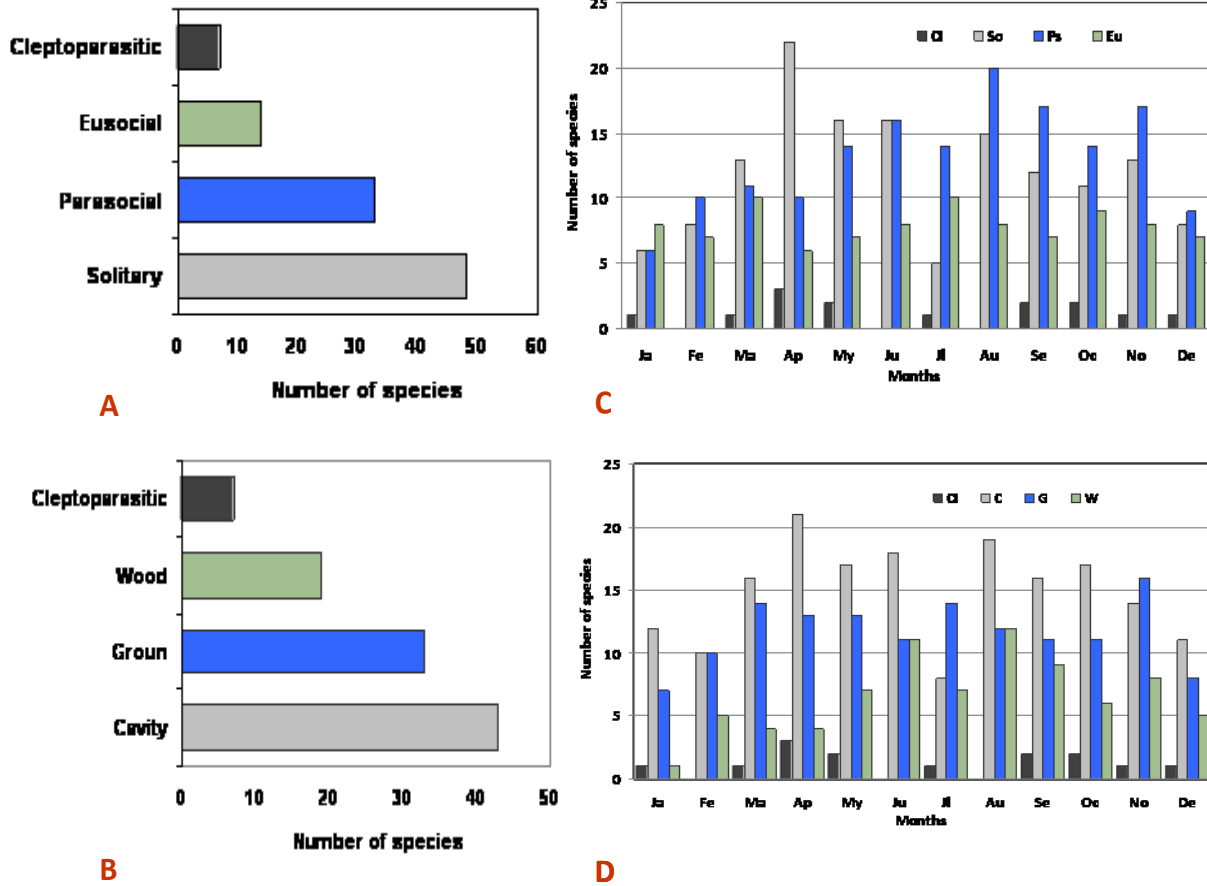 Cleptoparasitic
Eusocial
Parasocial
Solitary
0 10 20 30 40 50 60
Number of species
A
25
20
15
10
5
0
Number of species
Cl So Ps Eu
Ja Fe Ma Ap My Ju Jl Au Se Oc No De
Months
C
Cleptoparasitic
Wood
Groun
Cavity
0 10 20 30 40 50
Number of species
B
25
20
15
10
5
0
Number of species
Cl C G W
Ja Fe Ma Ap My Ju Jl Au Se Oc No De
Months
D